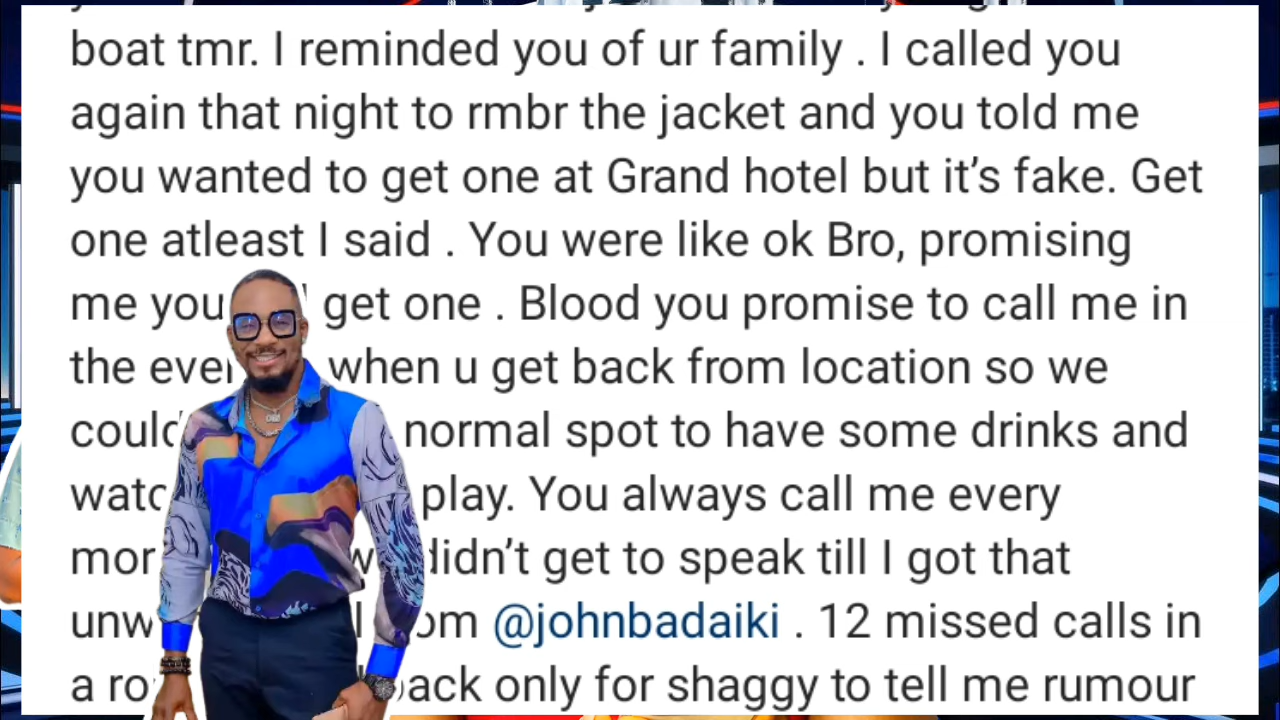 boat tmr. I reminded you of ur family . I called you
again that night to rmbr the jacket and you told me
you wanted to get one at Grand hotel but it’s fake. Get
one atleast I said . You were like ok Bro, promising
me you get one . Blood you promise to call me in
the when u get back from location so we
normal spot to have some drinks and
play. You always call me every
didn’t get to speak till I got that
@johnbadaiki . 12 missed calls in
a only for shaggy to tell me rumour